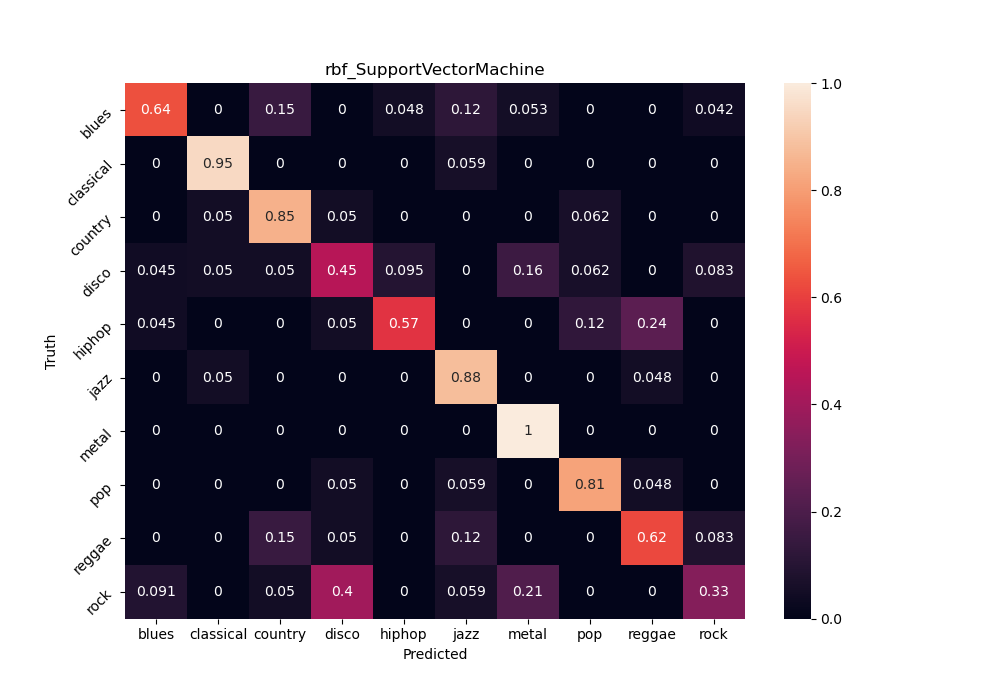 rbf_SupportVectorMachine
blues 0.64 0 0.15 0 0.048 0.12 0.053 0 0 0.042
classical 0 0.95 0 0 0 0.059 0 0 0 0
country 0 0.05 0.85 0.05 0 0 0 0.062 0 0
disco 0.045 0.05 0.05 0.45 0.095 0 0.16 0.062 0 0.083
hiphop 0.045 0 0 0.05 0.57 0 0 0.12 0.24 0
jazz 0 0.05 0 0 0 0.88 0 0 0.048 0
metal 0 0 0 0 0 0 1 0 0 0
pop 0 0 0 0.05 0 0.059 0 0.81 0.048 0
reggae 0 0 0.15 0.05 0 0.12 0 0 0.62 0.083
rock 0.091 0 0.05 0.4 0 0.059 0.21 0 0 0.33
blues classical country disco hiphop jazz metal pop reggae rock
Predicted
Truth
1.0
0.8
0.6
0.4
0.2
0.0